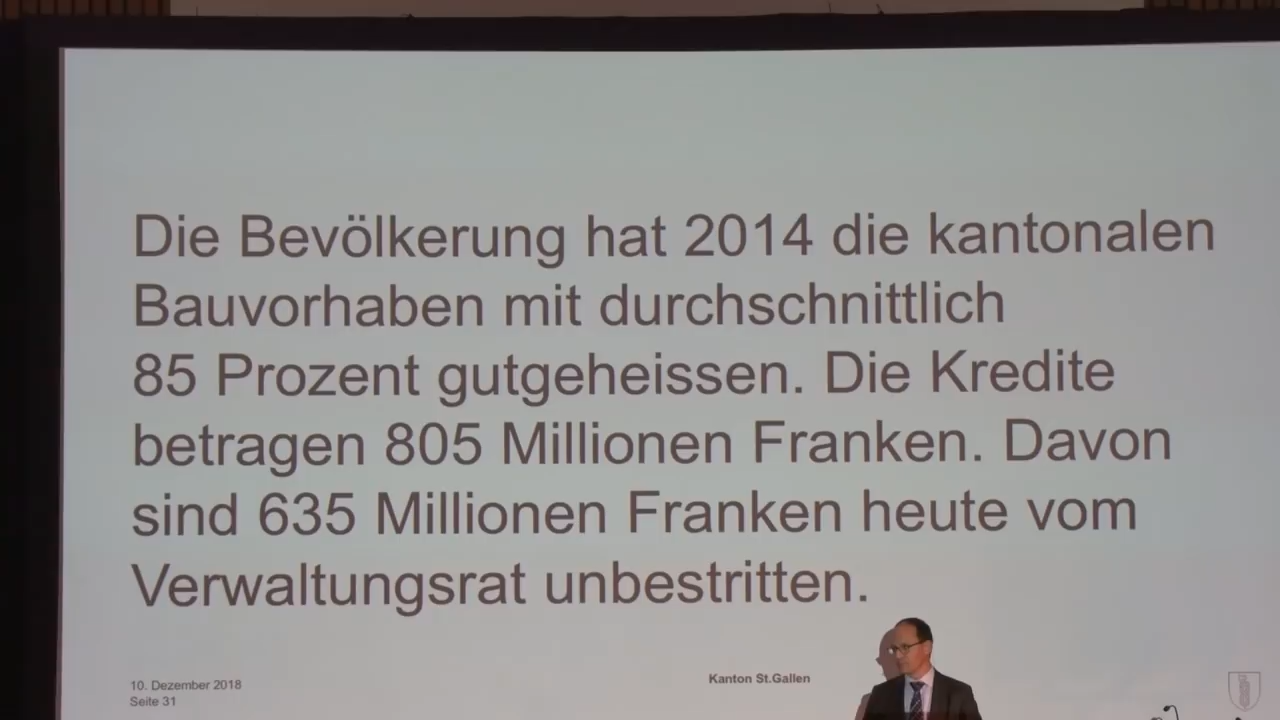 Die Bevölkerung hat 2014 die kantonalen
Bauvorhaben mit durchschnittlich
85 Prozent gutgeheissen. Die Kredite
betragen 805 Millionen Franken. Davon
sind 635 Millionen Franken heute vom
Verwaltungsrat unbestritten.
10. Dezember 2018
Seite 31
Kanton St.Gallen